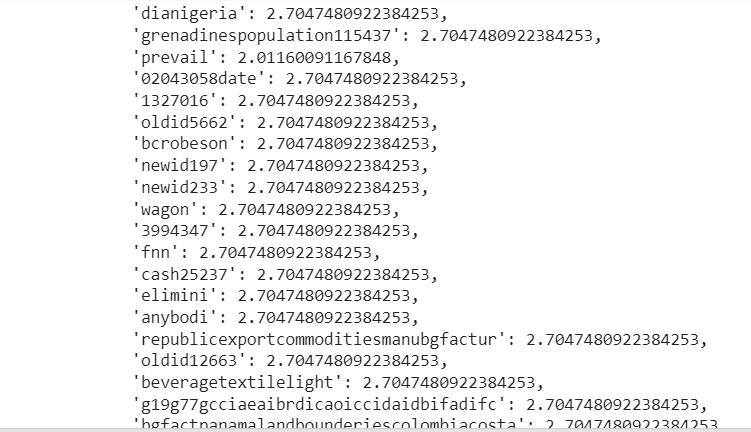 'dianigeria': 2.7047480922384253,
'grenadinespopulation115437': 2.7047480922384253,
'prevail': 2.01160091167848,
'02043058date': 2.7047480922384253,
'1327016': 2.7047480922384253,
'oldid5662': 2.7047480922384253,
'bcrobeson': 2.7047480922384253,
'newid197': 2.7047480922384253,
'newid233': 2.7047480922384253,
'wagon': 2.7047480922384253,
'3994347': 2.7047480922384253,
'fnn': 2.7047480922384253,
'cash25237': 2.7047480922384253,
'elimini': 2.7047480922384253,
'anybodi': 2.7047480922384253,
'republicexportcommoditiesmanubgfactur': 2.7047480922384253,
'oldid12663': 2.7047480922384253,
'beveragetextilelight': 2.7047480922384253,
'g19g77gcciaeaibrdicaoiccidaidbifadifc': 2.7047480922384253,
'bgfactpanamalandbounderiescolombiacosta': 2.7047480922384253